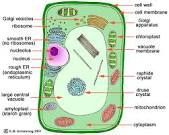 Golgi vesicles
ribosome
smooth ER
(no ribosomes)
nucleolus
nucleus
rough ER
(endoplasmic
reticulum)
large central
vacuole
amyloplast
(starch grain)
cell wall
cell membrane
Golgi
apparatus
chloroplast
vacuole
membrane
raphide
crystal
druse
crystal
mitochondrion
cytoplasm